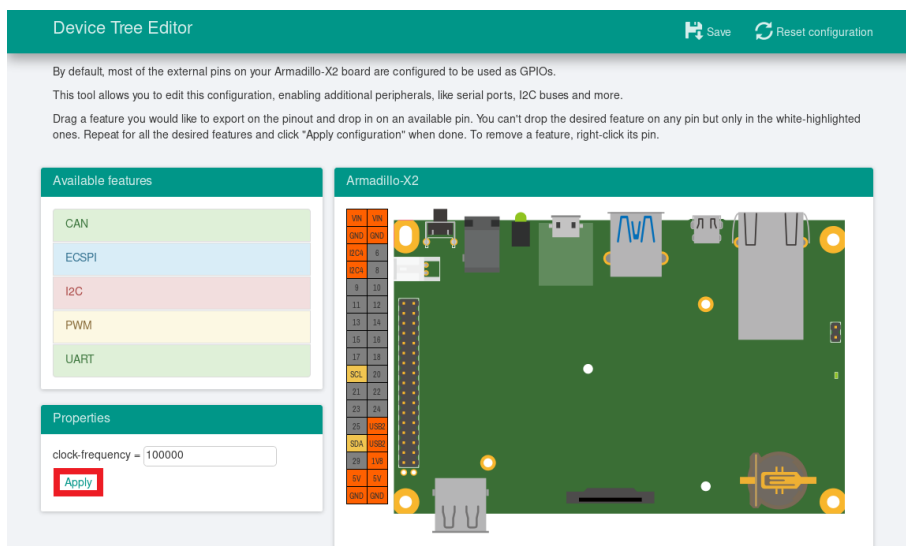 Device Tree Editor
Save
Reset configuration
By default, most of the external pins on your Armadillo-X2 board are configured to be used as GPIOs.
This tool allows you to edit this configuration, enabling additional peripherals, like serial ports, I2C buses and more.
Drag a feature you would like to export on the pinout and drop in on an available pin. You can't drop the desired feature on any pin but only in the white-highlighted
ones. Repeat for all the desired features and click "Apply configuration" when done. To remove a feature, right-click its pin.
Available features
CAN
ECSPI
I2C
PWM
UART
Properties
clock-frequency = 100000
Apply
Armadillo-X2
VIN VIN
GND GND
I2C4 6
I2C4 8
9 10
11 12
13 14
15 16
17 18
SCL 20
21 22
23 24
25 USB2
SDA USB2
29 1V8
5V 5V
GND GND